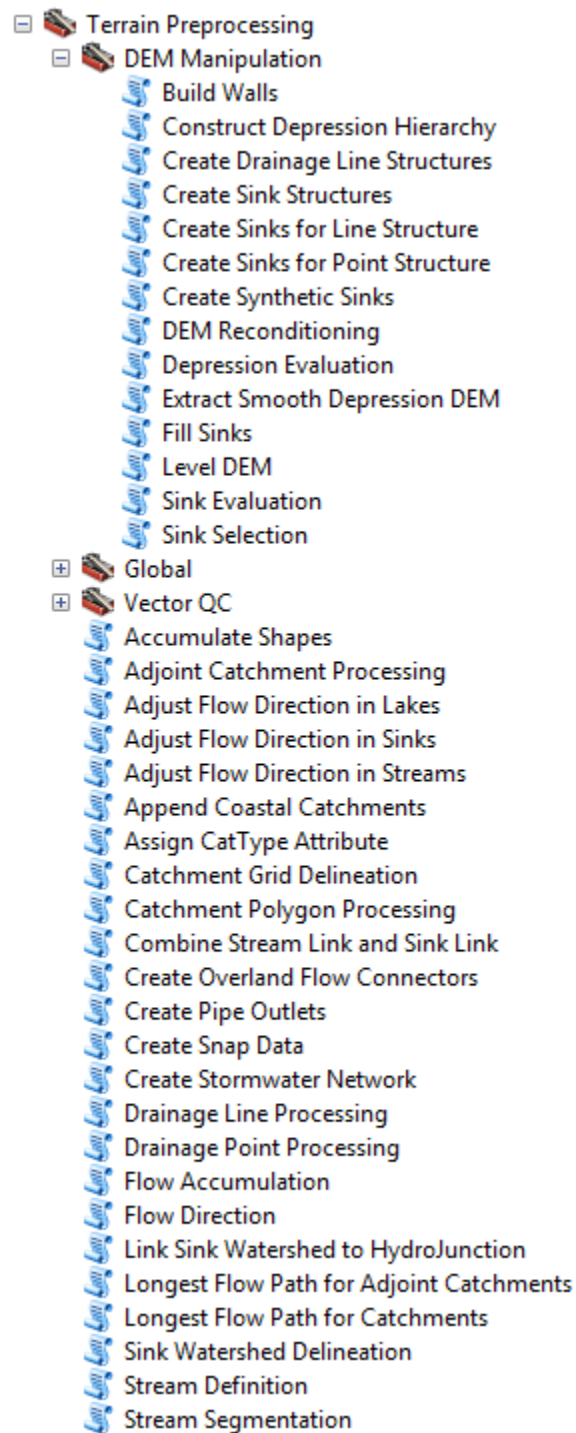 Terrain Preprocessing
DEM Manipulation
Build Walls
Construct Depression Hierarchy
Create Drainage Line Structures
Create Sink Structures
Create Sinks for Line Structure
Create Sinks for Point Structure
Create Synthetic Sinks
DEM Reconditioning
Depression Evaluation
Extract Smooth Depression DEM
Fill Sinks
Level DEM
Sink Evaluation
Sink Selection
Global
Vector QC
Accumulate Shapes
Adjoint Catchment Processing
Adjust Flow Direction in Lakes
Adjust Flow Direction in Sinks
Adjust Flow Direction in Streams
Append Coastal Catchments
Assign CatType Attribute
Catchment Grid Delineation
Catchment Polygon Processing
Combine Stream Link and Sink Link
Create Overland Flow Connectors
Create Pipe Outlets
Create Snap Data
Create Stormwater Network
Drainage Line Processing
Drainage Point Processing
Flow Accumulation
Flow Direction
Link Sink Watershed to HydroJunction
Longest Flow Path for Adjoint Catchments
Longest Flow Path for Catchments
Sink Watershed Delineation
Stream Definition
Stream Segmentation